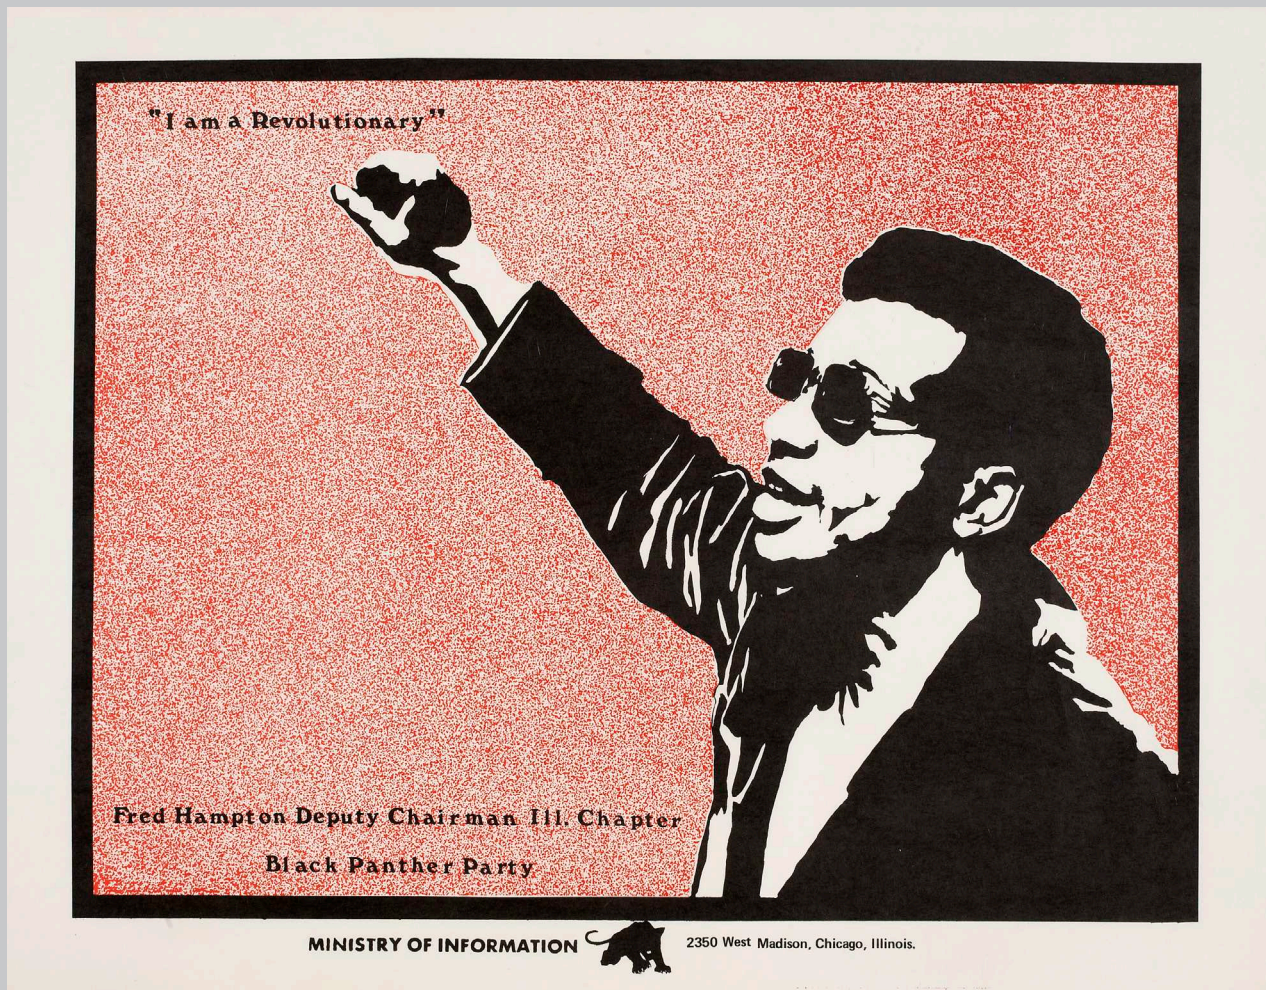 "I am a Revolutionary"
Fred Hampton Deputy Chairman Ill. Chapter
Black Panther Party
MINISTRY OF INFORMATION 2350 West Madison, Chicago, Illinois.